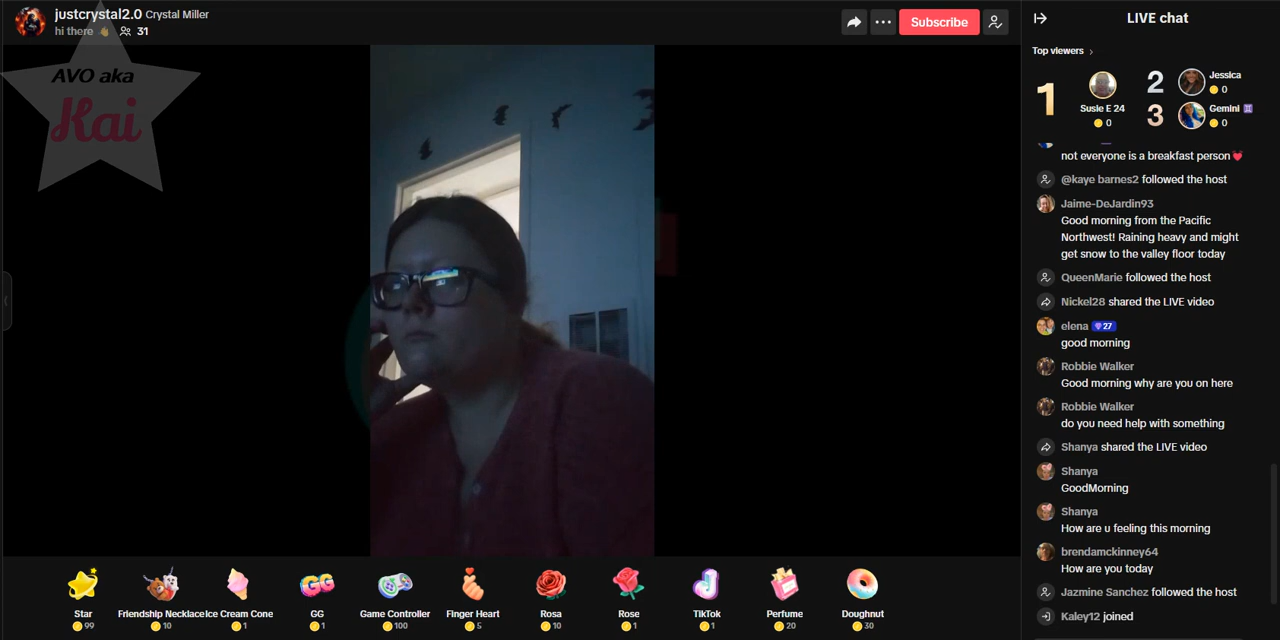 justcrystal2.0 Crystal Miller
hi there 👋 31
Subscribe
AVO aka
Kai
LIVE chat
Top viewers
1
Susie E 24
0
2
Jessica
0
3
Gemini ♊
0
not everyone is a breakfast person💓
@kaye barnes2 followed the host
Jaime-DeJardin93
Good morning from the Pacific
Northwest! Raining heavy and might
get snow to the valley floor today
QueenMarie followed the host
Nickel28 shared the LIVE video
elena 27
good morning
Robbie Walker
Good morning why are you on here
Robbie Walker
do you need help with something
Shanya shared the LIVE video
Shanya
GoodMorning
Shanya
How are u feeling this morning
brendamckinney64
How are you today
Jazmine Sanchez followed the host
Kaley12 joined
GG
Star
Friendship Necklace
Ice Cream Cone
GG
Game Controller
Finger Heart
Rosa
Rose
TikTok
Perfume
Doughnut
99
10
1
1
100
5
10
1
1
20
30